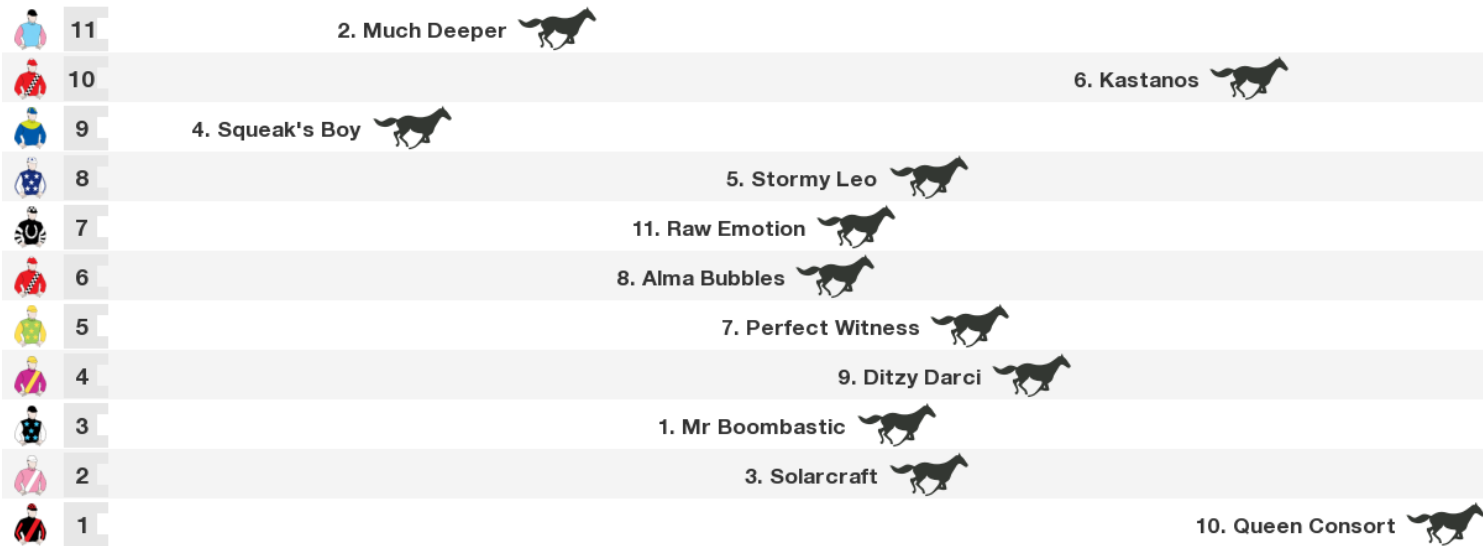 11 2. Much Deeper
10 6. Kastanos
9 4. Squeak's Boy
8 5. Stormy Leo
7 11. Raw Emotion
6 8. Alma Bubbles
5 7. Perfect Witness
4 9. Ditzy Darci
3 1. Mr Boombastic
2 3. Solarcraft
1 10. Queen Consort